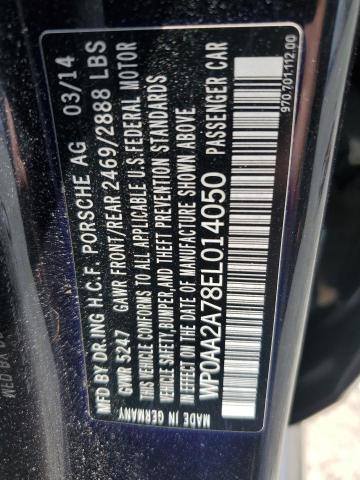 MFD BY DR.ING H.C.F. PORSCHE AG 03/14
GVWR 5247 GAWR FRONT/REAR 2469/2888 LBS
THIS VEHICLE CONFORMS TO ALL APPLICABLE U.S.FEDERAL MOTOR
VEHICLE SAFETY,BUMPER,AND THEFT PREVENTION STANDARDS
IN EFFECT ON THE DATE OF MANUFACTURE SHOWN ABOVE.
WP0AA2A78EL014050 PASSENGER CAR
MADE IN GERMANY
970.701.112.00